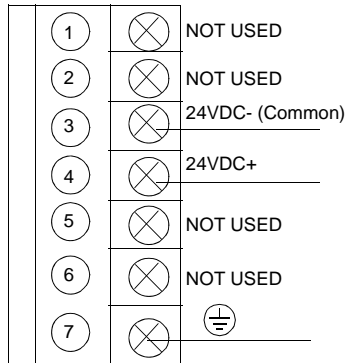 1 NOT USED
2 NOT USED
3 24VDC- (Common)
4 24VDC+
5 NOT USED
6 NOT USED
7